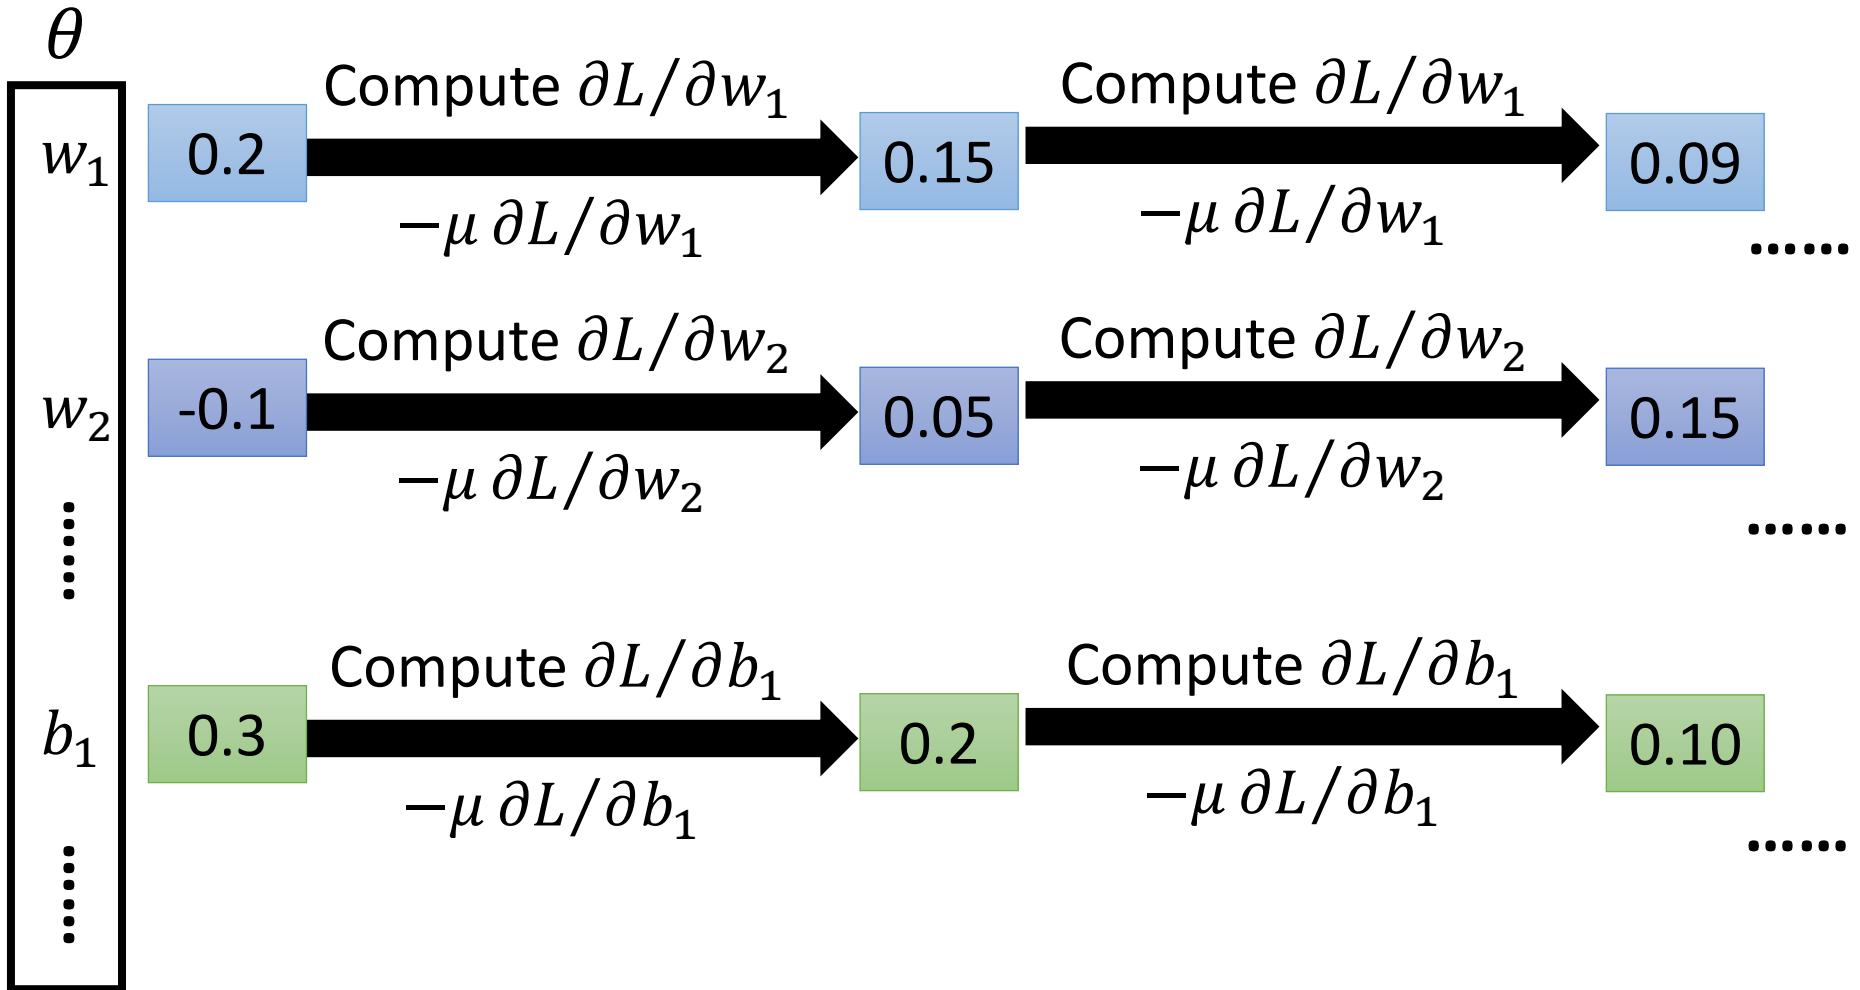 θ
Compute ∂L/∂w₁
Compute ∂L/∂w₁
w₁
0.2
0.15
0.09
−μ ∂L/∂w₁
−μ ∂L/∂w₁
……
Compute ∂L/∂w₂
Compute ∂L/∂w₂
w₂
-0.1
0.05
0.15
−μ ∂L/∂w₂
−μ ∂L/∂w₂
……
……
Compute ∂L/∂b₁
Compute ∂L/∂b₁
b₁
0.3
0.2
0.10
−μ ∂L/∂b₁
−μ ∂L/∂b₁
……
……